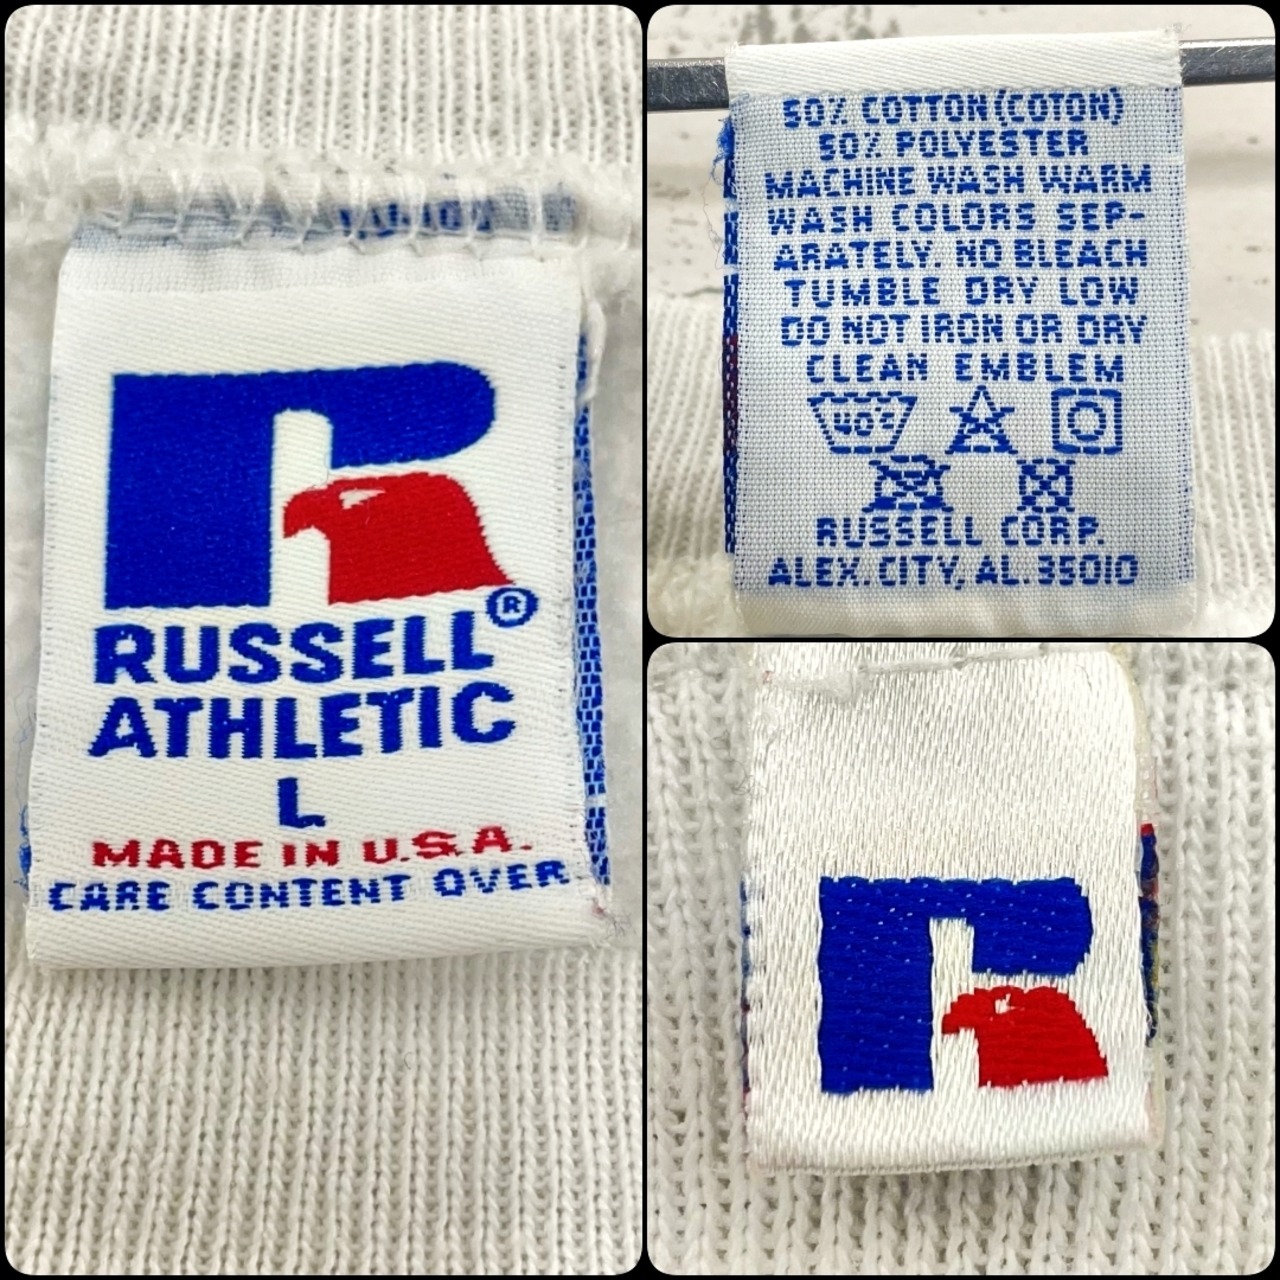 RUSSELL®
ATHLETIC
L
MADE IN U.S.A.
CARE CONTENT OVER
50% COTTON (COTON)
50% POLYESTER
MACHINE WASH WARM
WASH COLORS SEP-
ARATELY. NO BLEACH
TUMBLE DRY LOW
DO NOT IRON OR DRY
CLEAN EMBLEM
40°C
RUSSELL CORP.
ALEX. CITY, AL. 35010